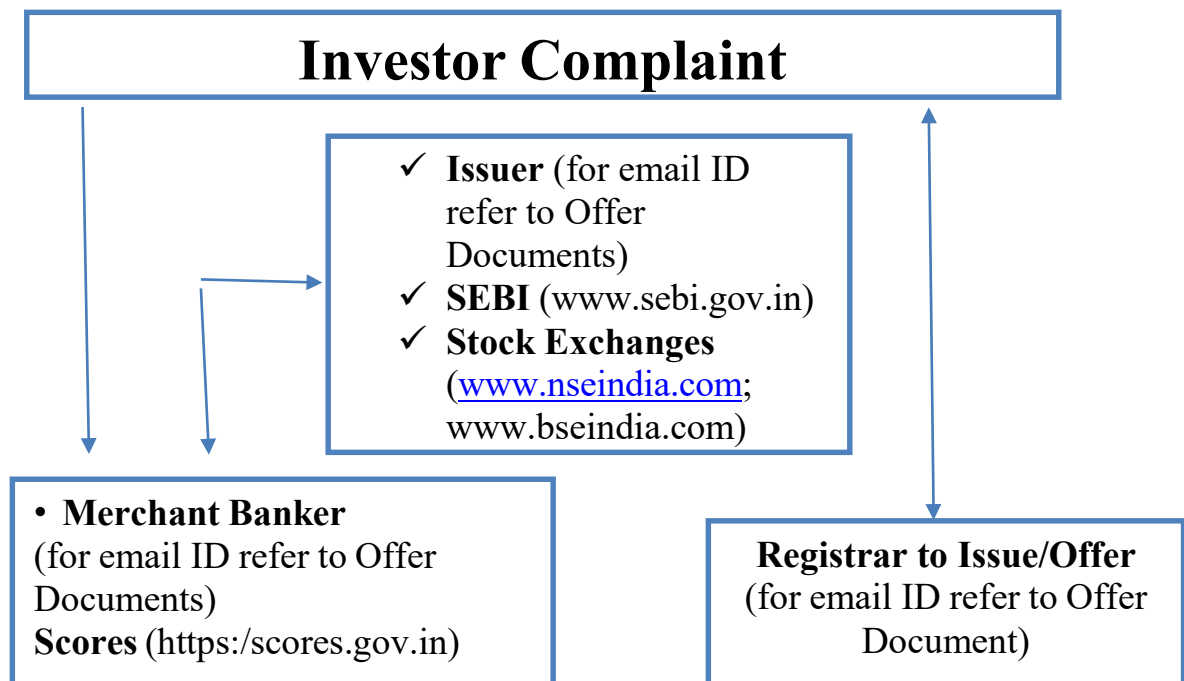 Investor Complaint
✓ Issuer (for email ID
refer to Offer
Documents)
✓ SEBI (www.sebi.gov.in)
✓ Stock Exchanges
(www.nseindia.com;
www.bseindia.com)
• Merchant Banker
(for email ID refer to Offer
Documents)
Scores (https:/scores.gov.in)
Registrar to Issue/Offer
(for email ID refer to Offer
Document)